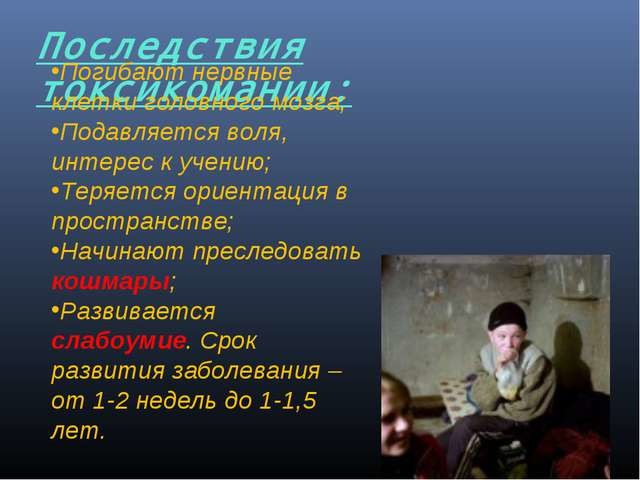 Последствия
токсикомании:
•Погибают нервные
клетки головного мозга;
•Подавляется воля,
интерес к учению;
•Теряется ориентация в
пространстве;
•Начинают преследовать
кошмары;
•Развивается
слабоумие. Срок
развития заболевания –
от 1-2 недель до 1-1,5
лет.